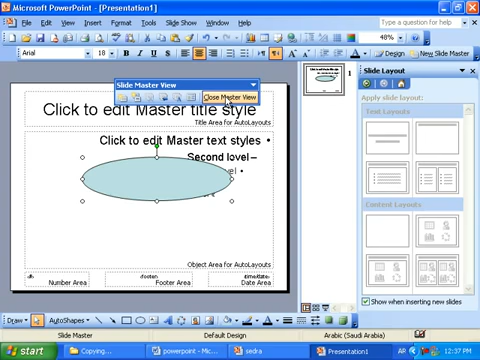 Microsoft PowerPoint - [Presentation1]
File Edit View Insert Format Tools Slide Show Window Help
Type a question for help
48%
Arial
18
B I U S
Design
New Slide Master
Slide Master View
Close Master View
Click to edit Master title style
Title Area for AutoLayouts
Click to edit Master text styles •
Second level –
Object Area for AutoLayouts
Number Area
Footer Area
Date Area
1
Slide Layout
Apply slide layout:
Text Layouts
Content Layouts
Show when inserting new slides
Draw
AutoShapes
Slide Master
Default Design
Arabic (Saudi Arabia)
start
Copying...
powerpoint - Mic...
sedra
Presentation1
AR
12:37 PM